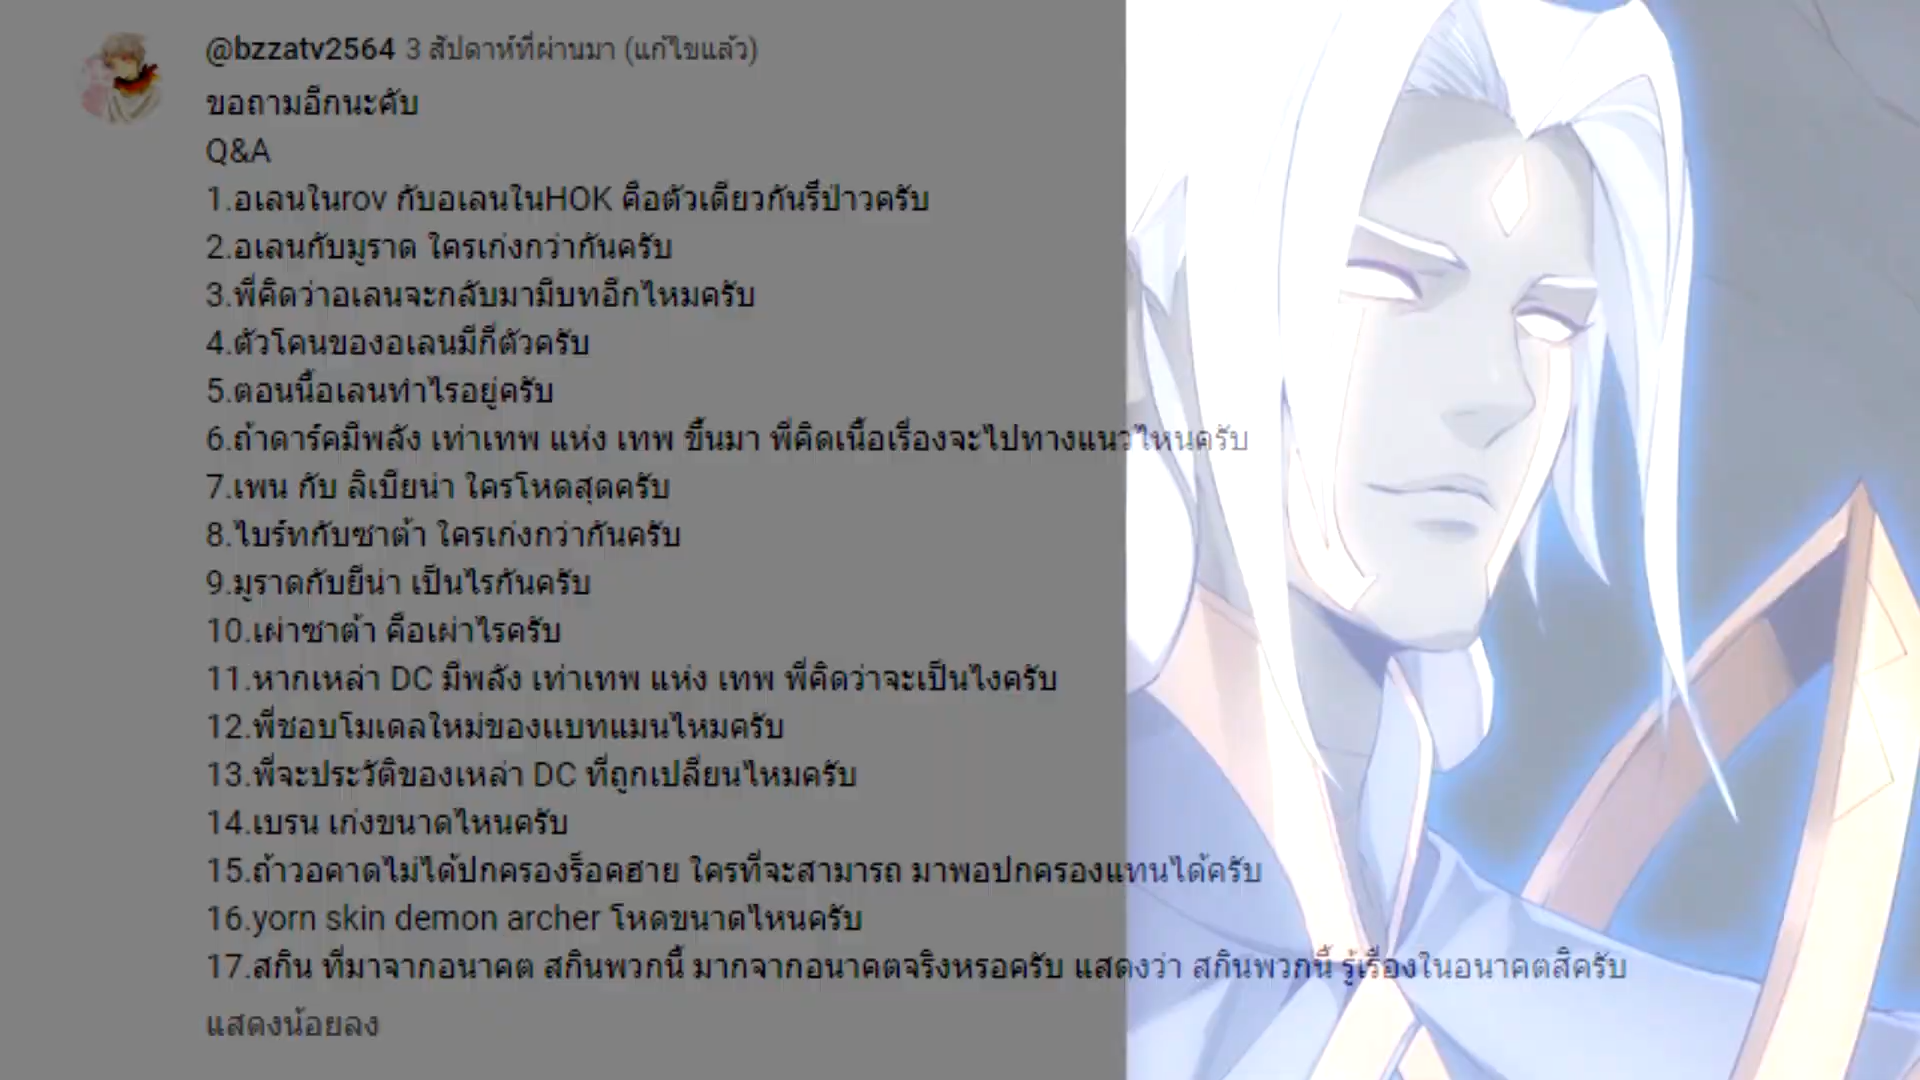 @bzzatv2564 3 สัปดาห์ที่ผ่านมา (แก้ไขแล้ว)
ขอถามอีกนะคับ
Q&A
1.อเลนในrov กับอเลนในHOK คือตัวเดียวกันรึป่าวครับ
2.อเลนกับมูราด ใครเก่งกว่ากันครับ
3.พี่คิดว่าอเลนจะกลับมามีบทอีกไหมครับ
4.ตัวโคนของอเลนมีกี่ตัวครับ
5.ตอนนี้อเลนทำไรอยู่ครับ
6.ถ้าดาร์คมีพลัง เท่าเทพ แห่ง เทพ ขึ้นมา พี่คิดเนื้อเรื่องจะไปทางแนวไหนครับ
7.เพน กับ ลิเบียน่า ใครโหดสุดครับ
8.ไบร์ทกับซาต้า ใครเก่งกว่ากันครับ
9.มูราดกับยีน่า เป็นไรกันครับ
10.เผ่าซาต้า คือเผ่าไรครับ
11.หากเหล่า DC มีพลัง เท่าเทพ แห่ง เทพ พี่คิดว่าจะเป็นไงครับ
12.พี่ชอบโมเดลใหม่ของแบทแมนไหมครับ
13.พี่จะประวัติของเหล่า DC ที่ถูกเปลี่ยนไหมครับ
14.เบรน เก่งขนาดไหนครับ
15.ถ้าวอคาดไม่ได้ปกครองร็อคฮาย ใครที่จะสามารถ มาพอปกครองแทนได้ครับ
16.yorn skin demon archer โหดขนาดไหนครับ
17.สกิน ที่มาจากอนาคต สกินพวกนี้ มากจากอนาคตจริงหรอครับ แสดงว่า สกินพวกนี้ รู้เรื่องในอนาคตสิครับ
แสดงน้อยลง